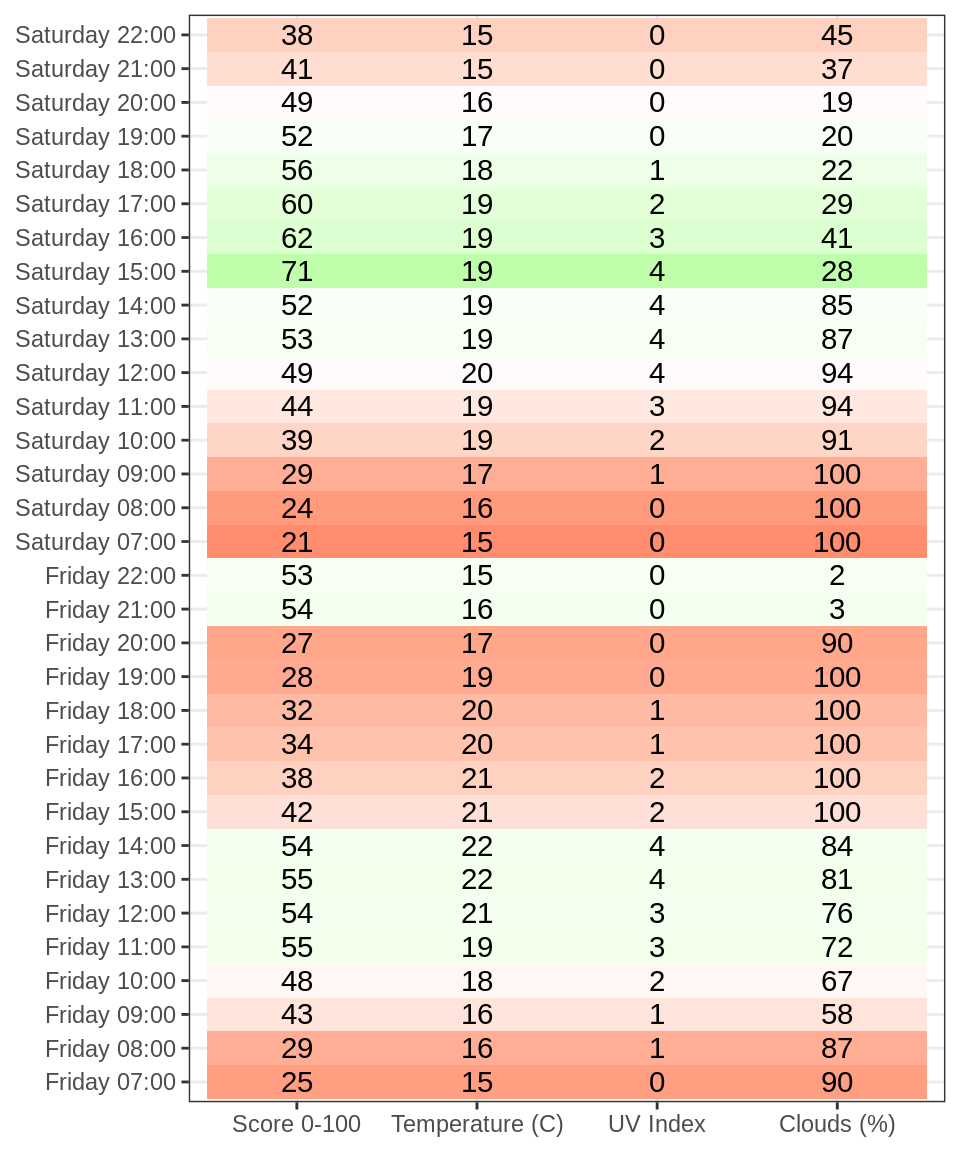 Saturday 22:00 38 15 0 45
Saturday 21:00 41 15 0 37
Saturday 20:00 49 16 0 19
Saturday 19:00 52 17 0 20
Saturday 18:00 56 18 1 22
Saturday 17:00 60 19 2 29
Saturday 16:00 62 19 3 41
Saturday 15:00 71 19 4 28
Saturday 14:00 52 19 4 85
Saturday 13:00 53 19 4 87
Saturday 12:00 49 20 4 94
Saturday 11:00 44 19 3 94
Saturday 10:00 39 19 2 91
Saturday 09:00 29 17 1 100
Saturday 08:00 24 16 0 100
Saturday 07:00 21 15 0 100
Friday 22:00 53 15 0 2
Friday 21:00 54 16 0 3
Friday 20:00 27 17 0 90
Friday 19:00 28 19 0 100
Friday 18:00 32 20 1 100
Friday 17:00 34 20 1 100
Friday 16:00 38 21 2 100
Friday 15:00 42 21 2 100
Friday 14:00 54 22 4 84
Friday 13:00 55 22 4 81
Friday 12:00 54 21 3 76
Friday 11:00 55 19 3 72
Friday 10:00 48 18 2 67
Friday 09:00 43 16 1 58
Friday 08:00 29 16 1 87
Friday 07:00 25 15 0 90
Score 0-100 Temperature (C) UV Index Clouds (%)